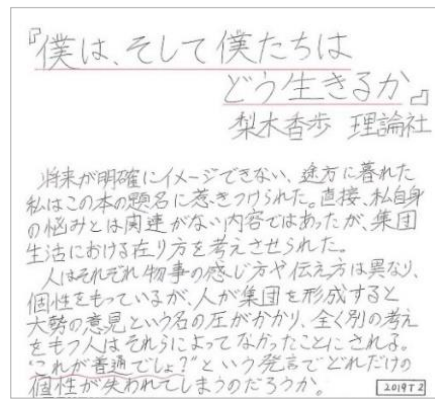 『僕は、そして僕たちは
どう生きるか』
梨木香歩 理論社
将来が明確にイメージできない、途方に暮れた
私はこの本の題名に惹きつけられた。直接、私自身
の悩みとは関連がない内容ではあったが、集団
生活における在り方を考えさせられた。
人はそれぞれ物事の感じ方や伝え方は異なり、
個性をもっているが、人が集団を形成すると
大勢の意見という名の圧がかかり、全く別の考え
をもつ人はそれらによってなかったことにされる。
"これが普通でしょ?"という発言でどれだけの
個性が失われてしまうのだろうか。
2019T2